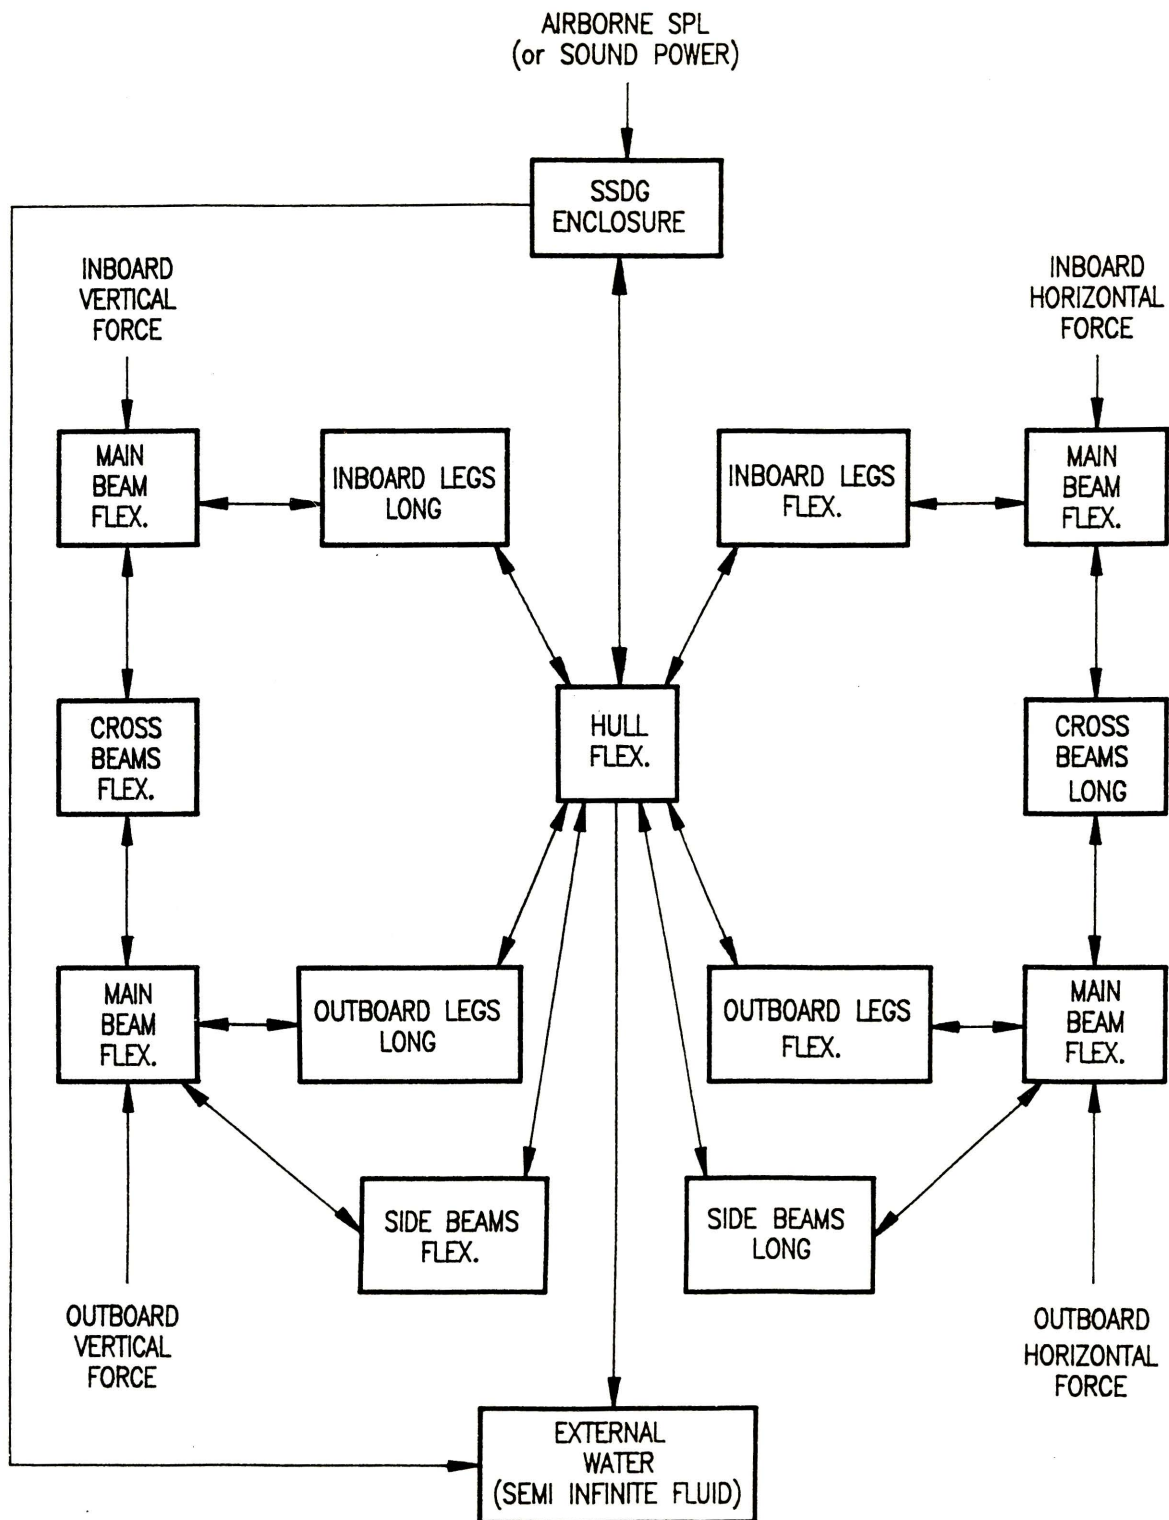 AIRBORNE SPL
(or SOUND POWER)
SSDG
ENCLOSURE
INBOARD
VERTICAL
FORCE
INBOARD
HORIZONTAL
FORCE
MAIN
BEAM
FLEX.
INBOARD LEGS
LONG
INBOARD LEGS
FLEX.
MAIN
BEAM
FLEX.
CROSS
BEAMS
FLEX.
HULL
FLEX.
CROSS
BEAMS
LONG
MAIN
BEAM
FLEX.
OUTBOARD LEGS
LONG
OUTBOARD LEGS
FLEX.
MAIN
BEAM
FLEX.
SIDE BEAMS
FLEX.
SIDE BEAMS
LONG
OUTBOARD
VERTICAL
FORCE
OUTBOARD
HORIZONTAL
FORCE
EXTERNAL
WATER
(SEMI INFINITE FLUID)